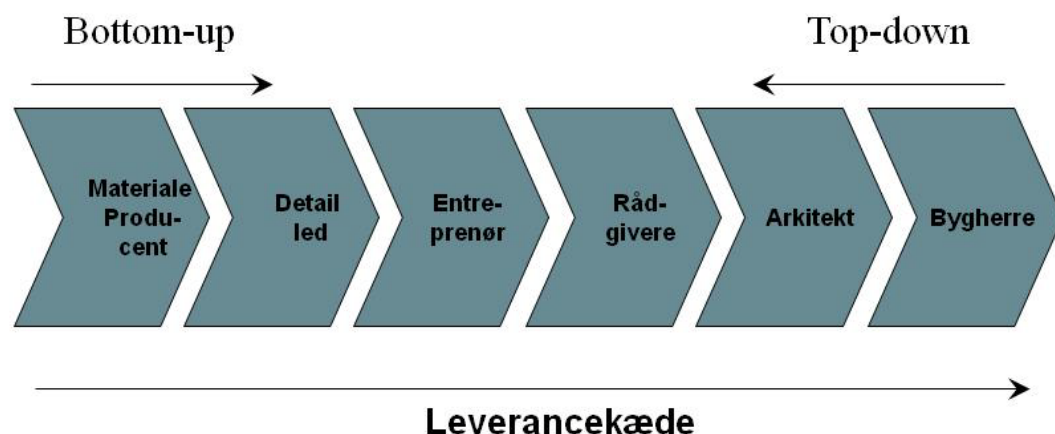 Bottom-up
Top-down
Materiale
Produ-
cent
Detail
led
Entre-
prenør
Råd-
givere
Arkitekt
Bygherre
Leverancekæde